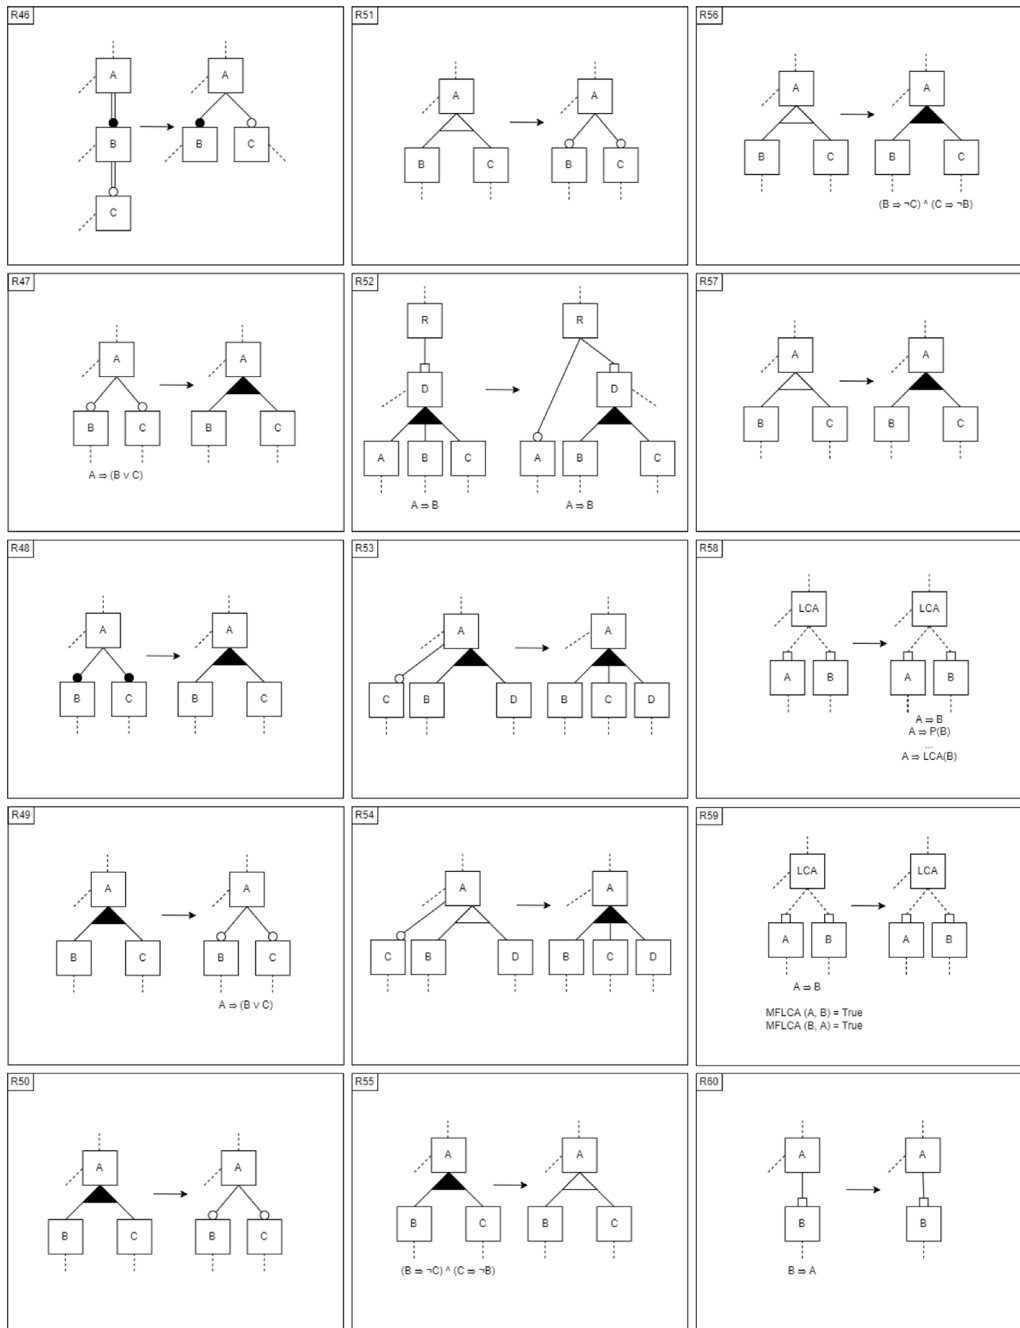 R46
A
A
B
B
C
C
R51
A
A
B
C
B
C
R56
A
A
B
C
B
C
(B ⇒ ¬C) ^ (C ⇒ ¬B)
R47
A
A
B
C
B
C
A ⇒ (B ∨ C)
R52
R
R
D
D
A
B
C
A
B
C
A ⇒ B
A ⇒ B
R57
A
A
B
C
B
C
R48
A
A
B
C
B
C
R53
A
A
C
B
D
B
C
D
R58
LCA
LCA
A
B
A
B
A ⇒ B
A ⇒ P(B)
...
A ⇒ LCA(B)
R49
A
A
B
C
B
C
A ⇒ (B ∨ C)
R54
A
A
C
B
D
B
C
D
R59
LCA
LCA
A
B
A
B
A ⇒ B
MFLCA (A, B) = True
MFLCA (B, A) = True
R50
A
A
B
C
B
C
R55
A
A
B
C
B
C
(B ⇒ ¬C) ^ (C ⇒ ¬B)
R60
A
A
B
B
B ⇒ A